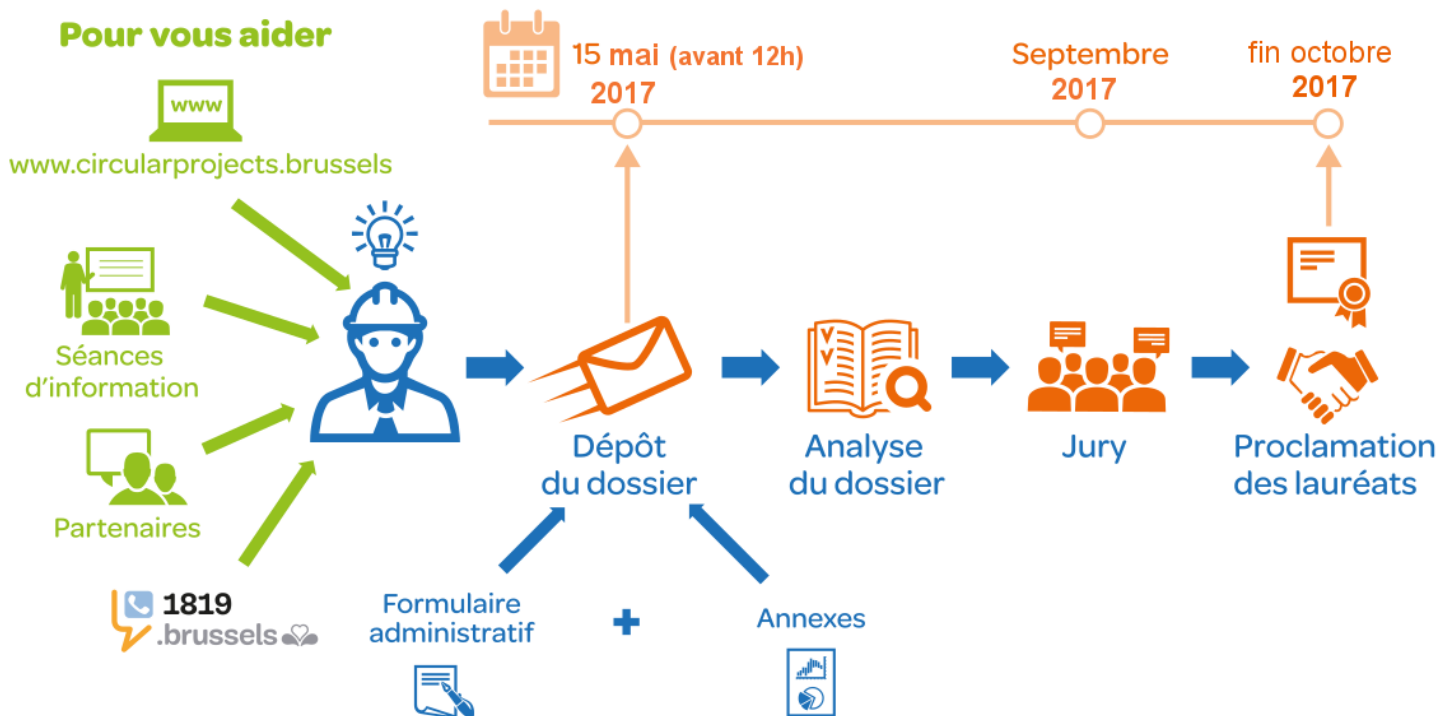 Pour vous aider
www
www.circularprojects.brussels
Séances
d'information
Partenaires
1819
.brussels
15 mai (avant 12h)
2017
Septembre
2017
fin octobre
2017
Dépôt
du dossier
Analyse
du dossier
Jury
Proclamation
des lauréats
Formulaire
administratif
+
Annexes